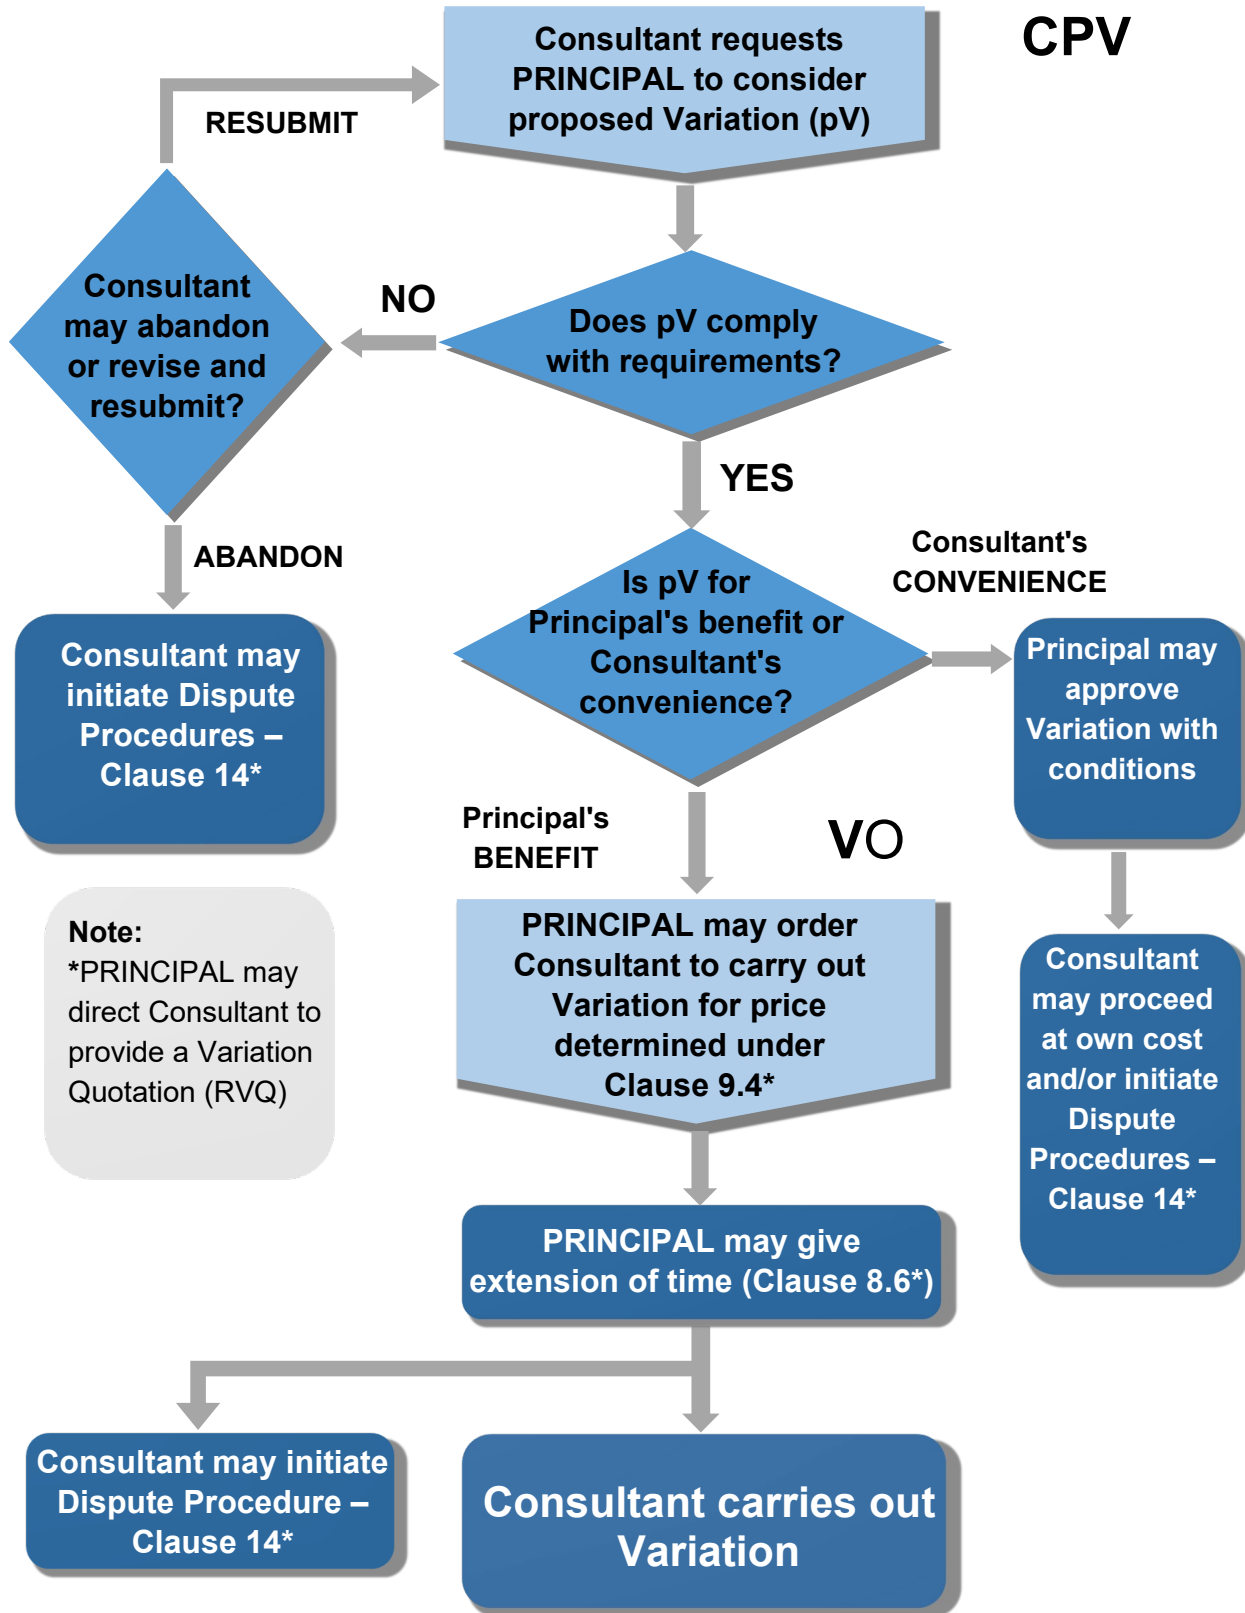 CPV
Consultant requests
PRINCIPAL to consider
proposed Variation (pV)
RESUBMIT
Consultant
may abandon
or revise and
resubmit?
NO
Does pV comply
with requirements?
YES
ABANDON
Consultant may
initiate Dispute
Procedures –
Clause 14*
Is pV for
Principal's benefit or
Consultant's
convenience?
Consultant's
CONVENIENCE
Principal may
approve
Variation with
conditions
Principal's
BENEFIT
VO
Note:
*PRINCIPAL may
direct Consultant to
provide a Variation
Quotation (RVQ)
PRINCIPAL may order
Consultant to carry out
Variation for price
determined under
Clause 9.4*
Consultant
may proceed
at own cost
and/or initiate
Dispute
Procedures –
Clause 14*
PRINCIPAL may give
extension of time (Clause 8.6*)
Consultant may initiate
Dispute Procedure –
Clause 14*
Consultant carries out
Variation